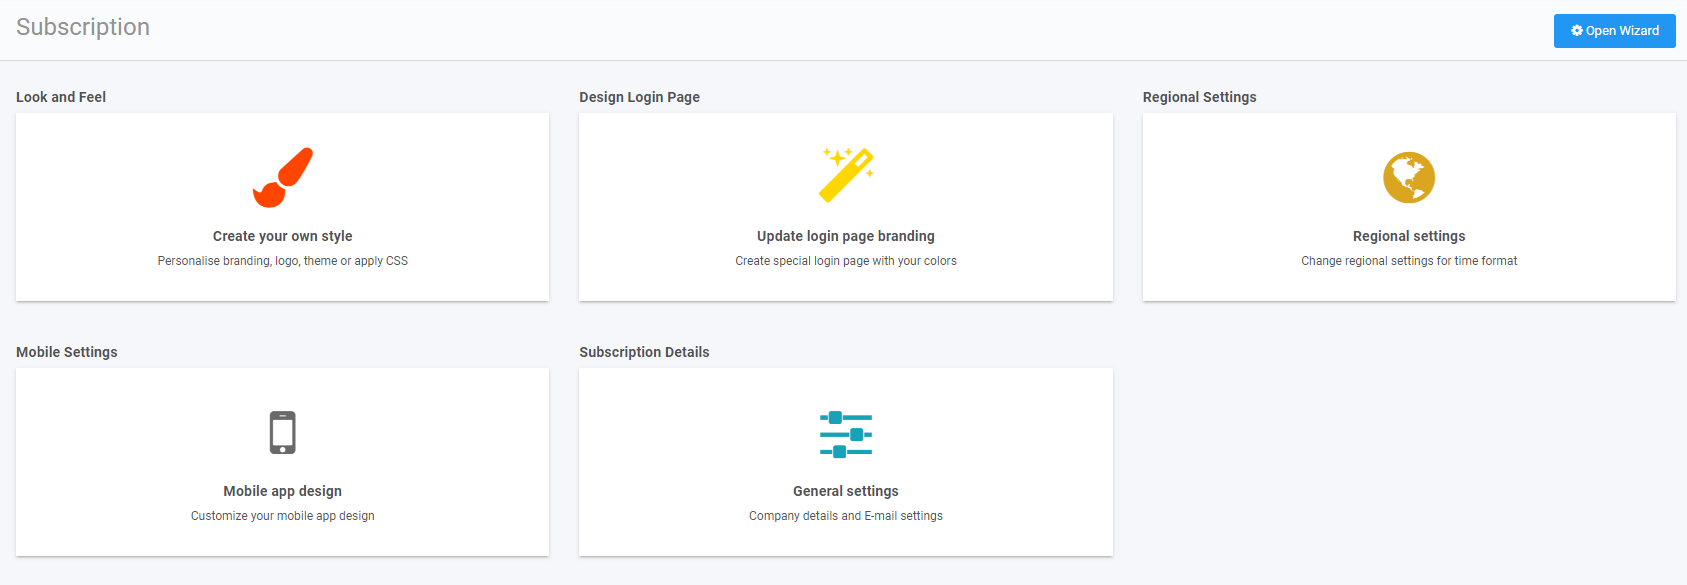 Subscription
Open Wizard
Look and Feel
Create your own style
Personalise branding, logo, theme or apply CSS
Design Login Page
Update login page branding
Create special login page with your colors
Regional Settings
Regional settings
Change regional settings for time format
Mobile Settings
Mobile app design
Customize your mobile app design
Subscription Details
General settings
Company details and E-mail settings